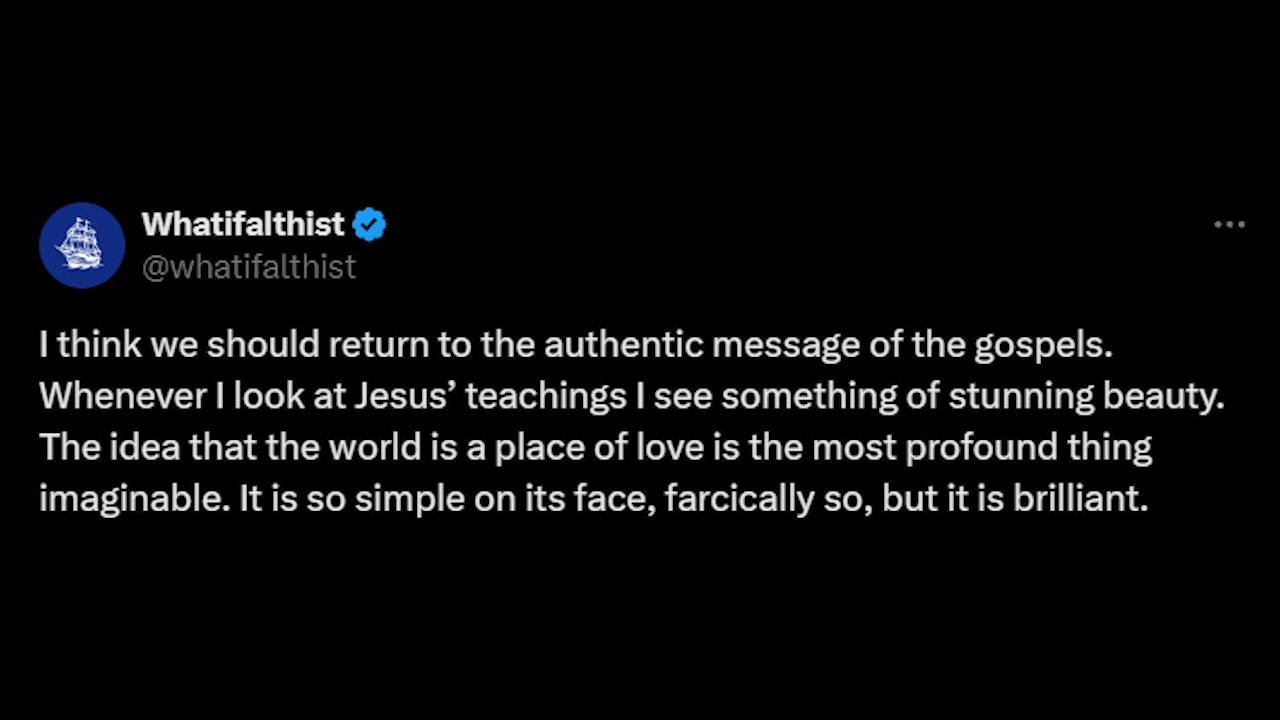 Whatifalthist
@whatifalthist
I think we should return to the authentic message of the gospels.
Whenever I look at Jesus’ teachings I see something of stunning beauty.
The idea that the world is a place of love is the most profound thing
imaginable. It is so simple on its face, farcically so, but it is brilliant.